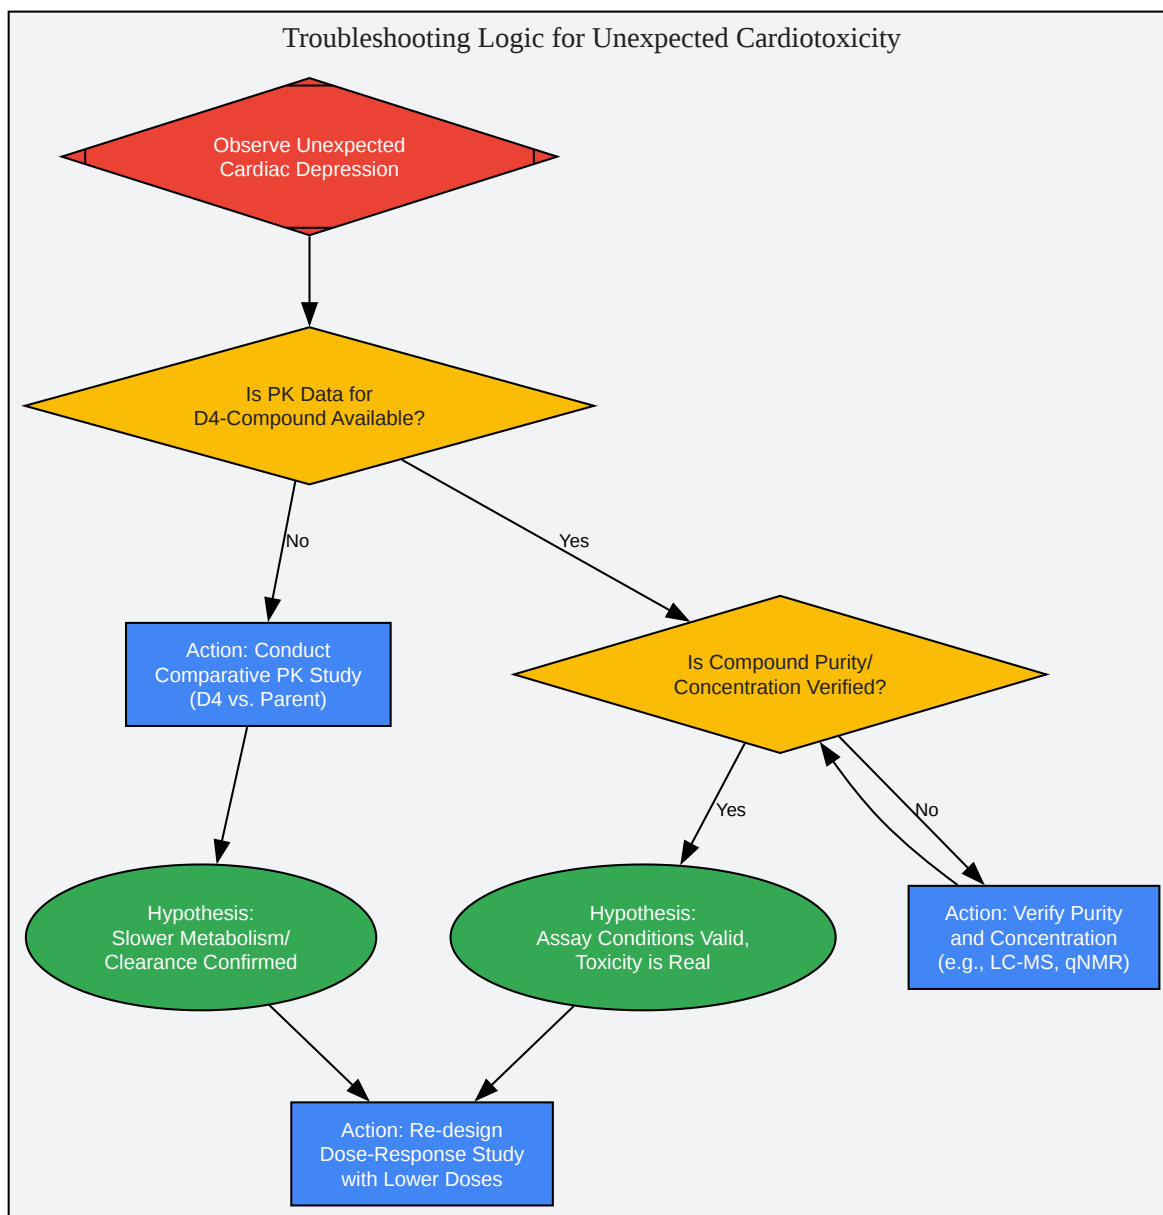 Troubleshooting Logic for Unexpected Cardiotoxicity
Observe Unexpected
Cardiac Depression
Is PK Data for
D4-Compound Available?
No
Yes
Action: Conduct
Comparative PK Study
(D4 vs. Parent)
Is Compound Purity/
Concentration Verified?
Yes
No
Hypothesis:
Slower Metabolism/
Clearance Confirmed
Hypothesis:
Assay Conditions Valid,
Toxicity is Real
Action: Verify Purity
and Concentration
(e.g., LC-MS, qNMR)
Action: Re-design
Dose-Response Study
with Lower Doses